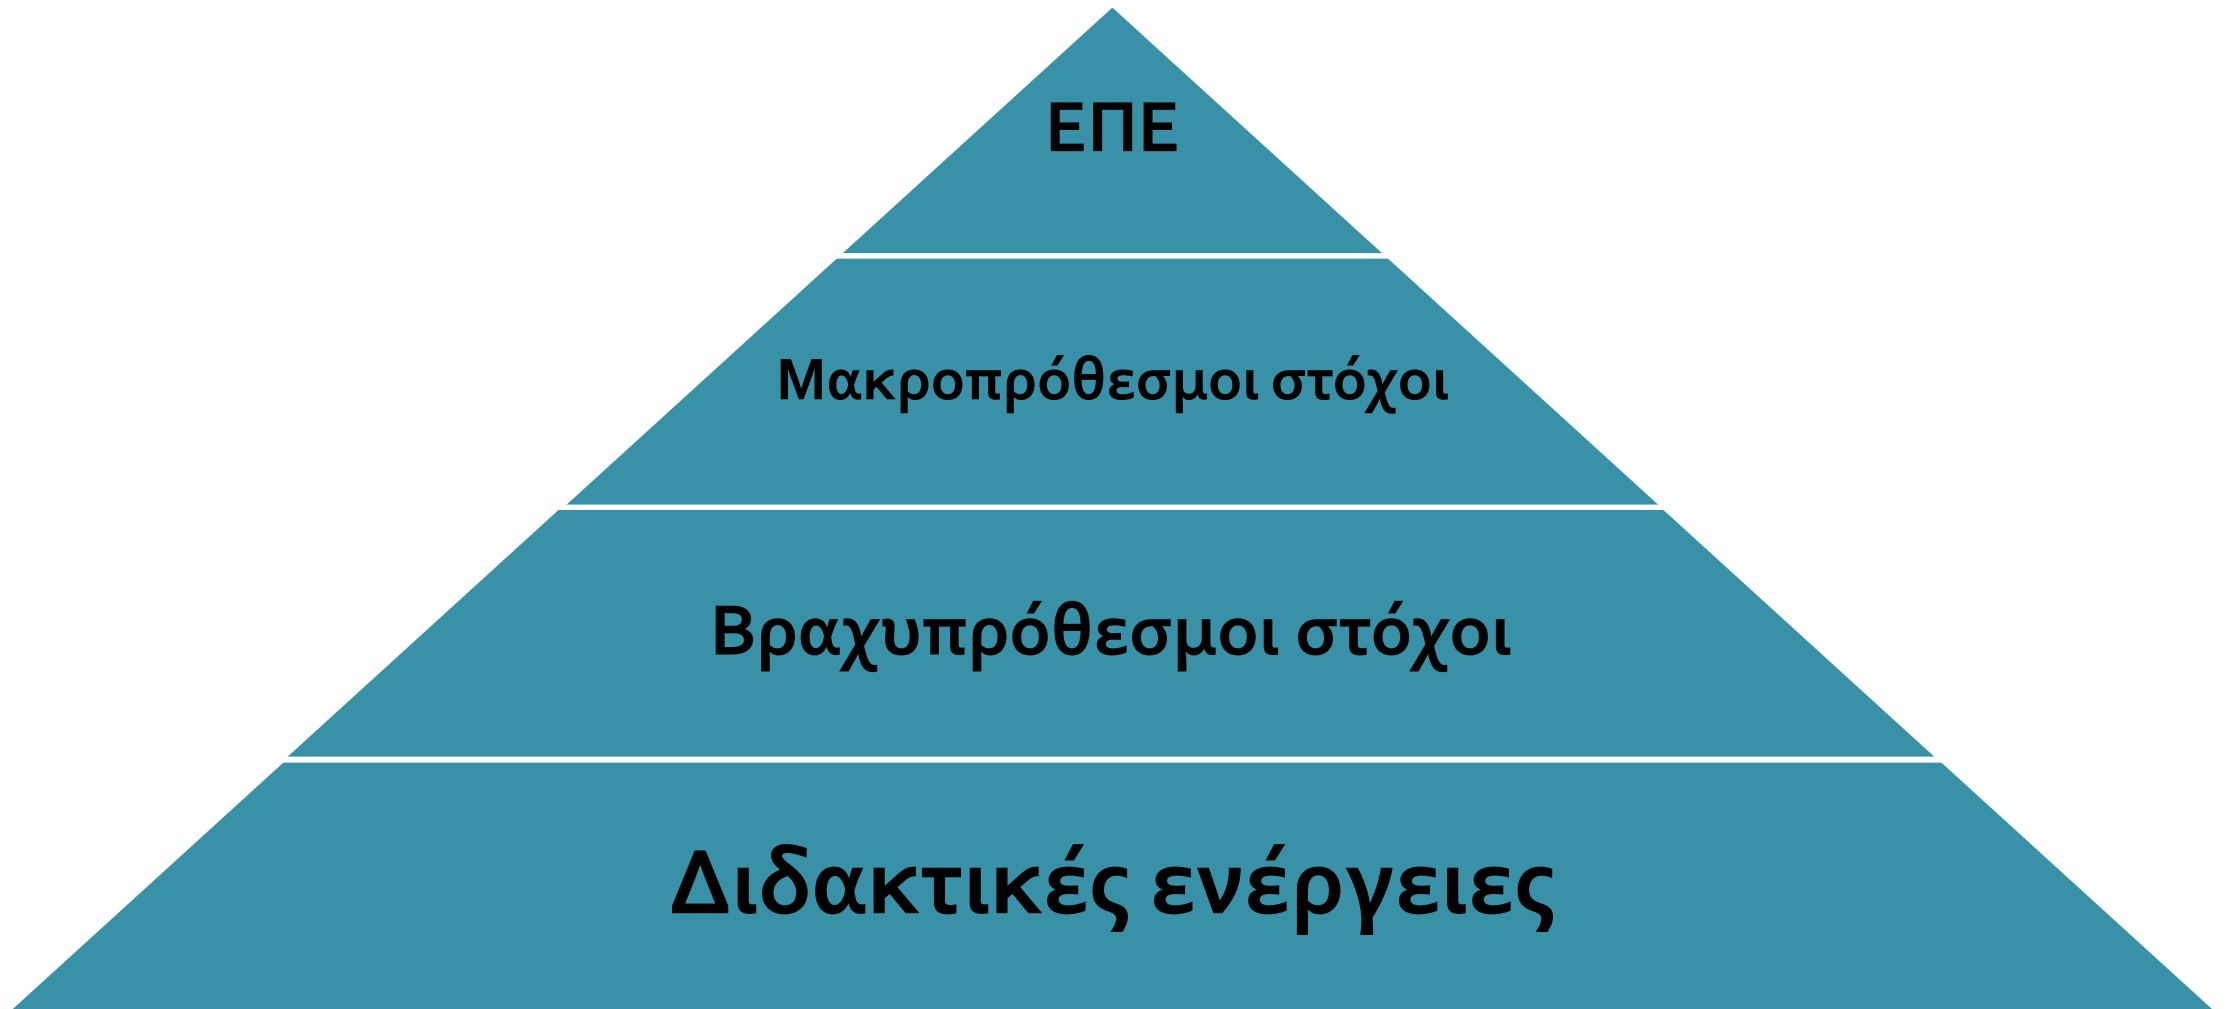 ΕΠΕ
Μακροπρόθεσμοι στόχοι
Βραχυπρόθεσμοι στόχοι
Διδακτικές ενέργειες